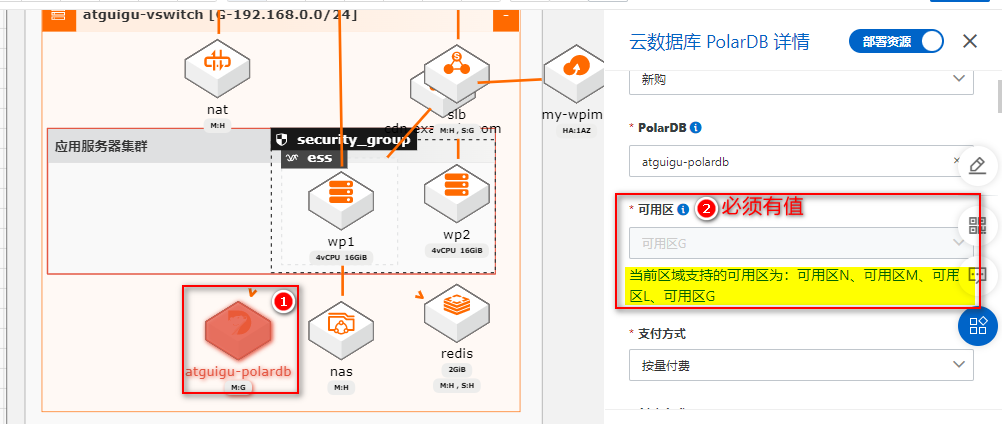 atguigu-vswitch [G-192.168.0.0/24]
nat
M:H
slb
M:H , S:G
my-wpim
HA:1AZ
应用服务器集群
security_group
ess
wp1
4vCPU 16GiB
wp2
4vCPU 16GiB
1
atguigu-polardb
M:G
nas
M:H
redis
2GiB
M:H , S:H
云数据库 PolarDB 详情
部署资源
新购
* PolarDB
atguigu-polardb
* 可用区
2 必须有值
可用区G
当前区域支持的可用区为：可用区N、可用区M、可用
区L、可用区G
* 支付方式
按量付费